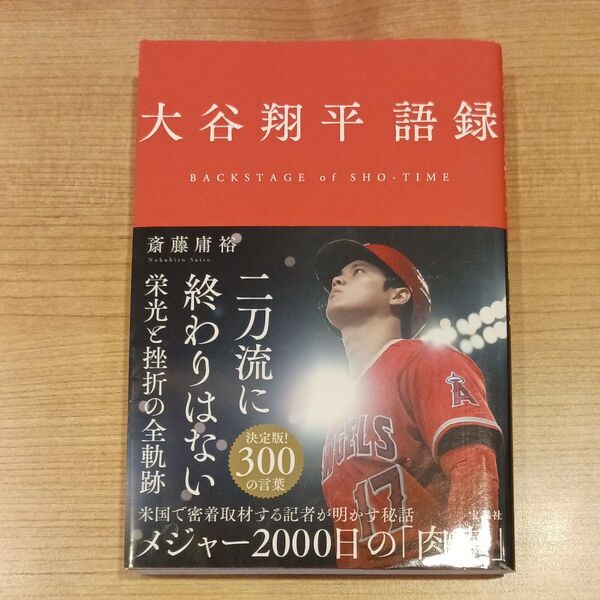 大谷翔平 語録
BACKSTAGE of SHO-TIME
斎藤庸裕
Nobuhiro Saito
二刀流に
終わりはない
栄光と挫折の全軌跡
決定版!
300
の言葉
A
ANGELS
17
米国で密着取材する記者が明かす秘話
社
メジャー2000日の「肉